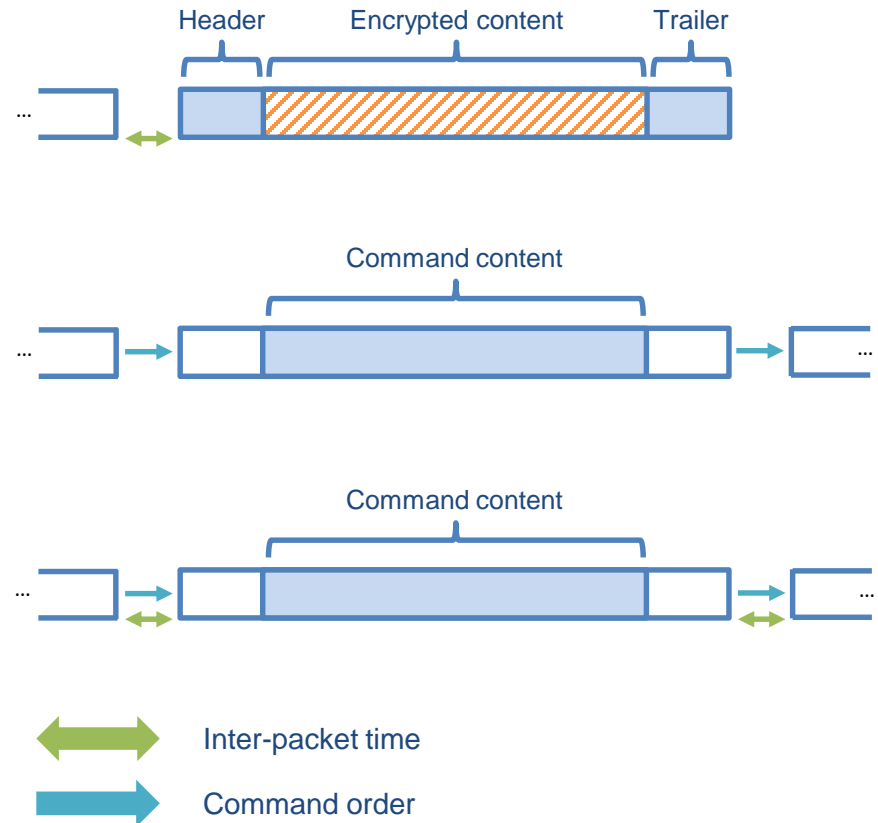 Header Encrypted content Trailer
...
Command content
... ...
Command content
... ...
Inter-packet time
Command order